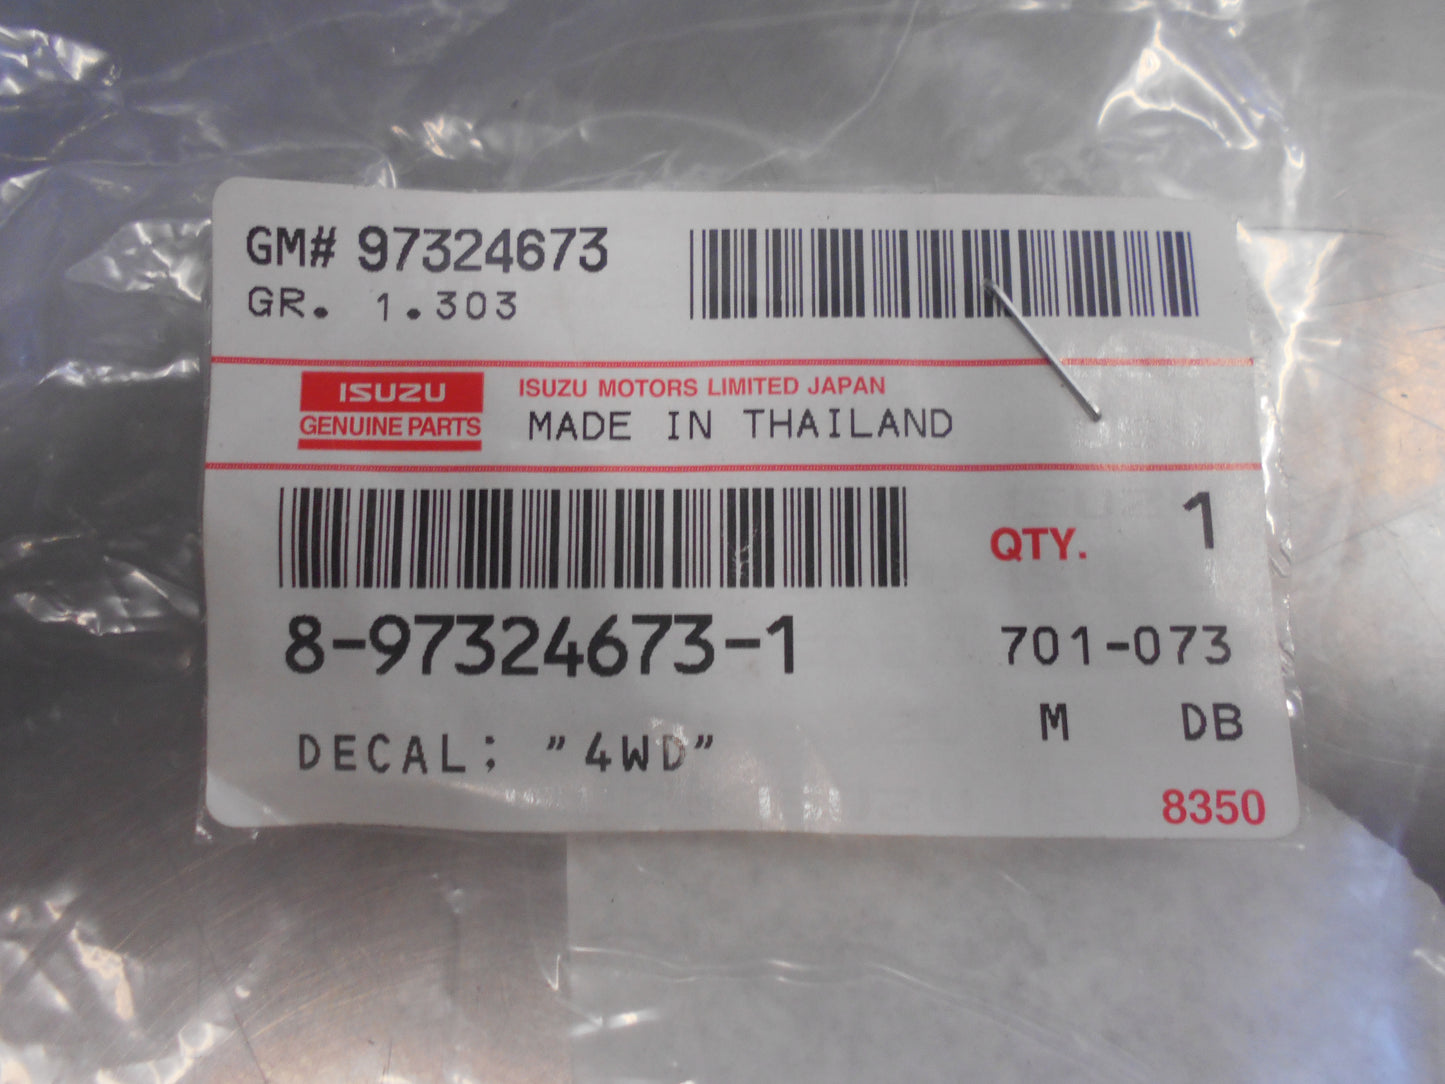 GM# 97324673
GR. 1.303
ISUZU
GENUINE PARTS
ISUZU MOTORS LIMITED JAPAN
MADE IN THAILAND
QTY. 1
8-97324673-1
701-073
M DB
DECAL; "4WD"
8350